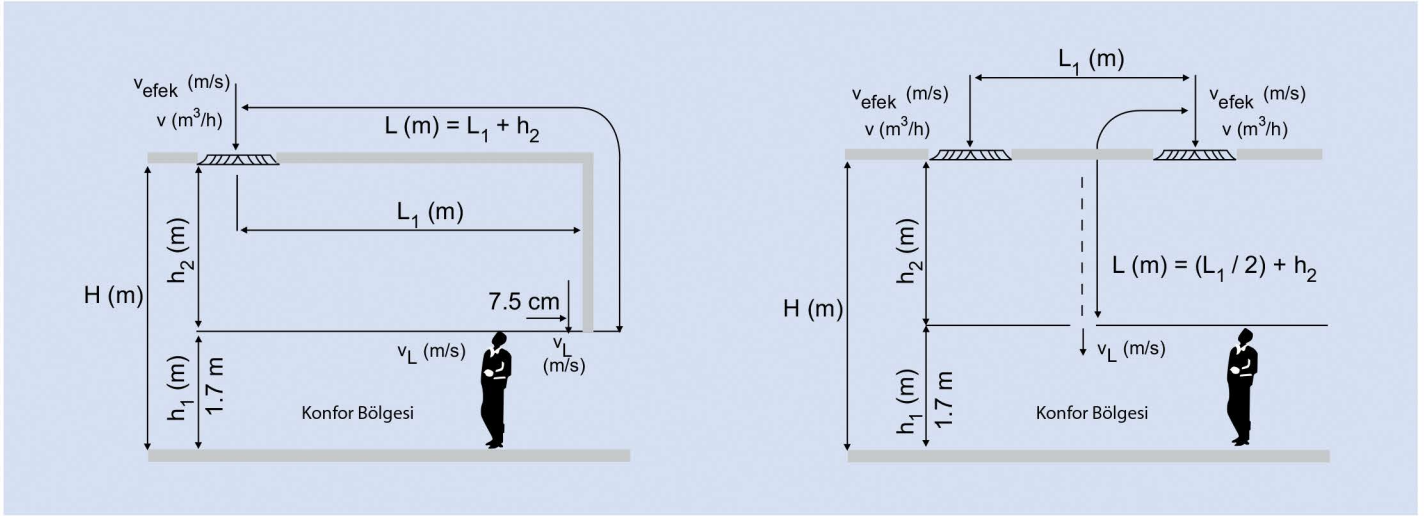 v_efek (m/s)
v (m³/h)
L (m) = L₁ + h₂
L₁ (m)
h₂ (m)
H (m)
7.5 cm
v_L (m/s)
v_L
(m/s)
h₁ (m)
1.7 m
Konfor Bölgesi
L₁ (m)
v_efek (m/s)
v (m³/h)
v_efek (m/s)
v (m³/h)
h₂ (m)
L (m) = (L₁ / 2) + h₂
H (m)
v_L (m/s)
h₁ (m)
1.7 m
Konfor Bölgesi